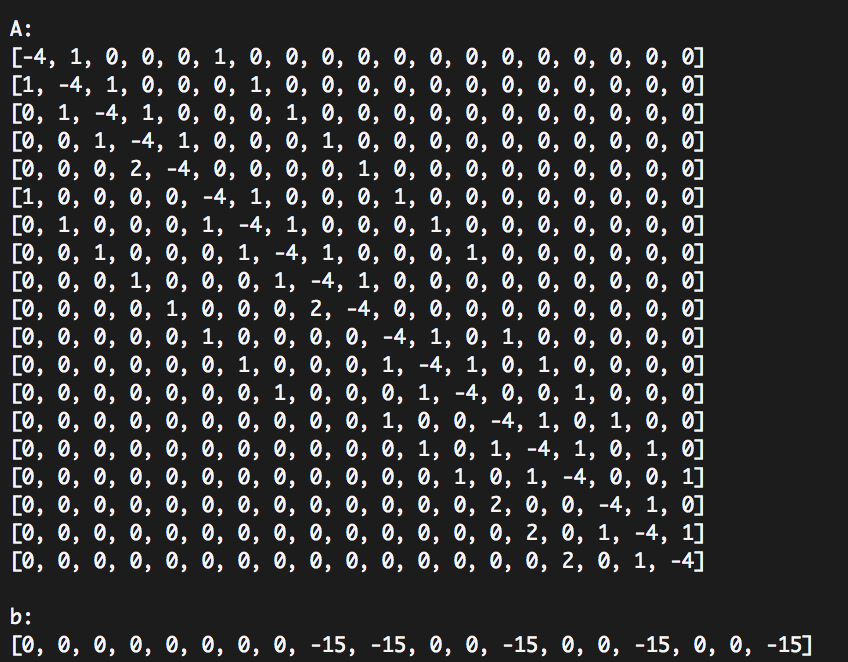 A:
[-4, 1, 0, 0, 0, 1, 0, 0, 0, 0, 0, 0, 0, 0, 0, 0, 0, 0, 0]
[1, -4, 1, 0, 0, 0, 1, 0, 0, 0, 0, 0, 0, 0, 0, 0, 0, 0, 0]
[0, 1, -4, 1, 0, 0, 0, 1, 0, 0, 0, 0, 0, 0, 0, 0, 0, 0, 0]
[0, 0, 1, -4, 1, 0, 0, 0, 1, 0, 0, 0, 0, 0, 0, 0, 0, 0, 0]
[0, 0, 0, 2, -4, 0, 0, 0, 0, 1, 0, 0, 0, 0, 0, 0, 0, 0, 0]
[1, 0, 0, 0, 0, -4, 1, 0, 0, 0, 1, 0, 0, 0, 0, 0, 0, 0, 0]
[0, 1, 0, 0, 0, 1, -4, 1, 0, 0, 0, 1, 0, 0, 0, 0, 0, 0, 0]
[0, 0, 1, 0, 0, 0, 1, -4, 1, 0, 0, 0, 1, 0, 0, 0, 0, 0, 0]
[0, 0, 0, 1, 0, 0, 0, 1, -4, 1, 0, 0, 0, 0, 0, 0, 0, 0, 0]
[0, 0, 0, 0, 1, 0, 0, 0, 2, -4, 0, 0, 0, 0, 0, 0, 0, 0, 0]
[0, 0, 0, 0, 0, 1, 0, 0, 0, 0, -4, 1, 0, 1, 0, 0, 0, 0, 0]
[0, 0, 0, 0, 0, 0, 1, 0, 0, 0, 1, -4, 1, 0, 1, 0, 0, 0, 0]
[0, 0, 0, 0, 0, 0, 0, 1, 0, 0, 0, 1, -4, 0, 0, 1, 0, 0, 0]
[0, 0, 0, 0, 0, 0, 0, 0, 0, 0, 1, 0, 0, -4, 1, 0, 1, 0, 0]
[0, 0, 0, 0, 0, 0, 0, 0, 0, 0, 0, 1, 0, 1, -4, 1, 0, 1, 0]
[0, 0, 0, 0, 0, 0, 0, 0, 0, 0, 0, 0, 1, 0, 1, -4, 0, 0, 1]
[0, 0, 0, 0, 0, 0, 0, 0, 0, 0, 0, 0, 0, 2, 0, 0, -4, 1, 0]
[0, 0, 0, 0, 0, 0, 0, 0, 0, 0, 0, 0, 0, 0, 2, 0, 1, -4, 1]
[0, 0, 0, 0, 0, 0, 0, 0, 0, 0, 0, 0, 0, 0, 0, 2, 0, 1, -4]
b:
[0, 0, 0, 0, 0, 0, 0, 0, -15, -15, 0, 0, -15, 0, 0, -15, 0, 0, -15]